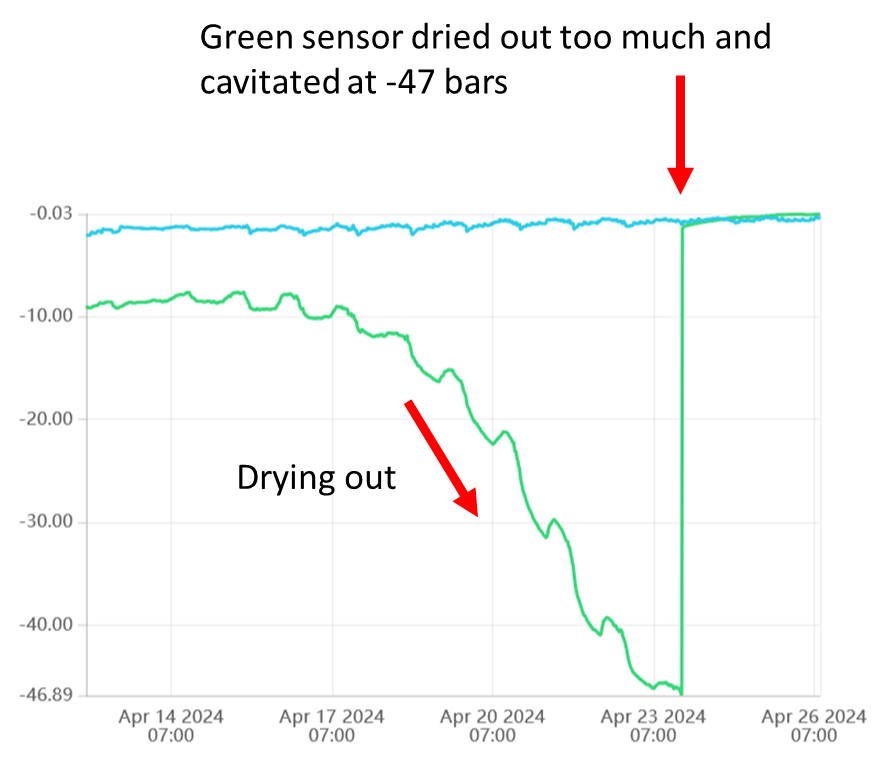 Green sensor dried out too much and
cavitated at -47 bars
-0.03
-10.00
-20.00
Drying out
-30.00
-40.00
-46.89
Apr 14 2024 Apr 17 2024 Apr 20 2024 Apr 23 2024 Apr 26 2024
07:00 07:00 07:00 07:00 07:00